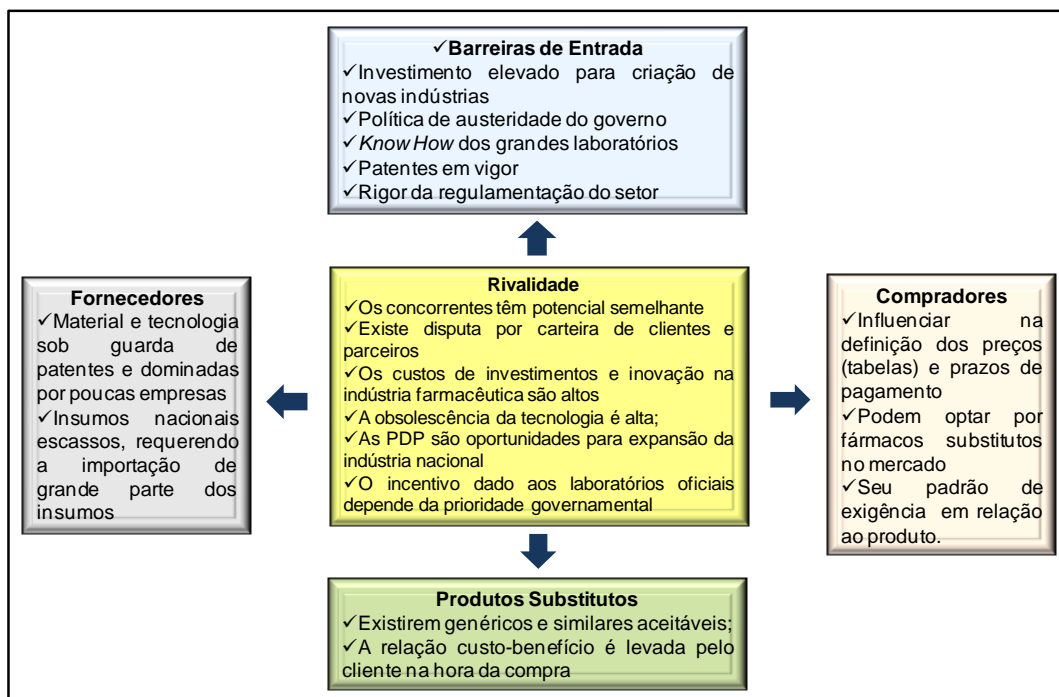 ✓Barreiras de Entrada
✓Investimento elevado para criação de
novas indústrias
✓Política de austeridade do governo
✓Know How dos grandes laboratórios
✓Patentes em vigor
✓Rigor da regulamentação do setor
Fornecedores
✓Material e tecnologia
sob guarda de
patentes e dominadas
por poucas empresas
✓Insumos nacionais
escassos, requerendo
a importação de
grande parte dos
insumos
Rivalidade
✓Os concorrentes têm potencial semelhante
✓Existe disputa por carteira de clientes e
parceiros
✓Os custos de investimentos e inovação na
indústria farmacêutica são altos
✓A obsolescência da tecnologia é alta;
✓As PDP são oportunidades para expansão da
indústria nacional
✓O incentivo dado aos laboratórios oficiais
depende da prioridade governamental
Compradores
✓Influenciar na
definição dos preços
(tabelas) e prazos de
pagamento
✓Podem optar por
fármacos substitutos
no mercado
✓Seu padrão de
exigência em relação
ao produto.
Produtos Substitutos
✓Existirem genéricos e similares aceitáveis;
✓A relação custo-benefício é levada pelo
cliente na hora da compra